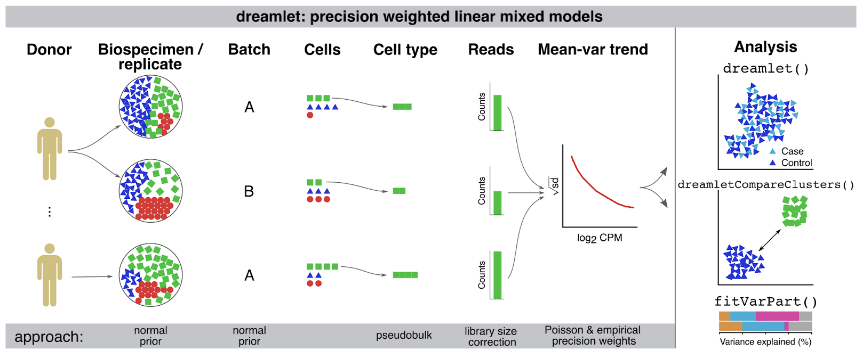 dreamlet: precision weighted linear mixed models
Donor
Biospecimen /
replicate
Batch
Cells
Cell type
Reads
Mean-var trend
Analysis
dreamlet()
A
Counts
Case
Control
B
Counts
√sd
dreamletCompareClusters()
...
log2 CPM
A
Counts
fitVarPart()
approach:
normal
prior
normal
prior
pseudobulk
library size
correction
Poisson & empirical
precision weights
Variance explained (%)